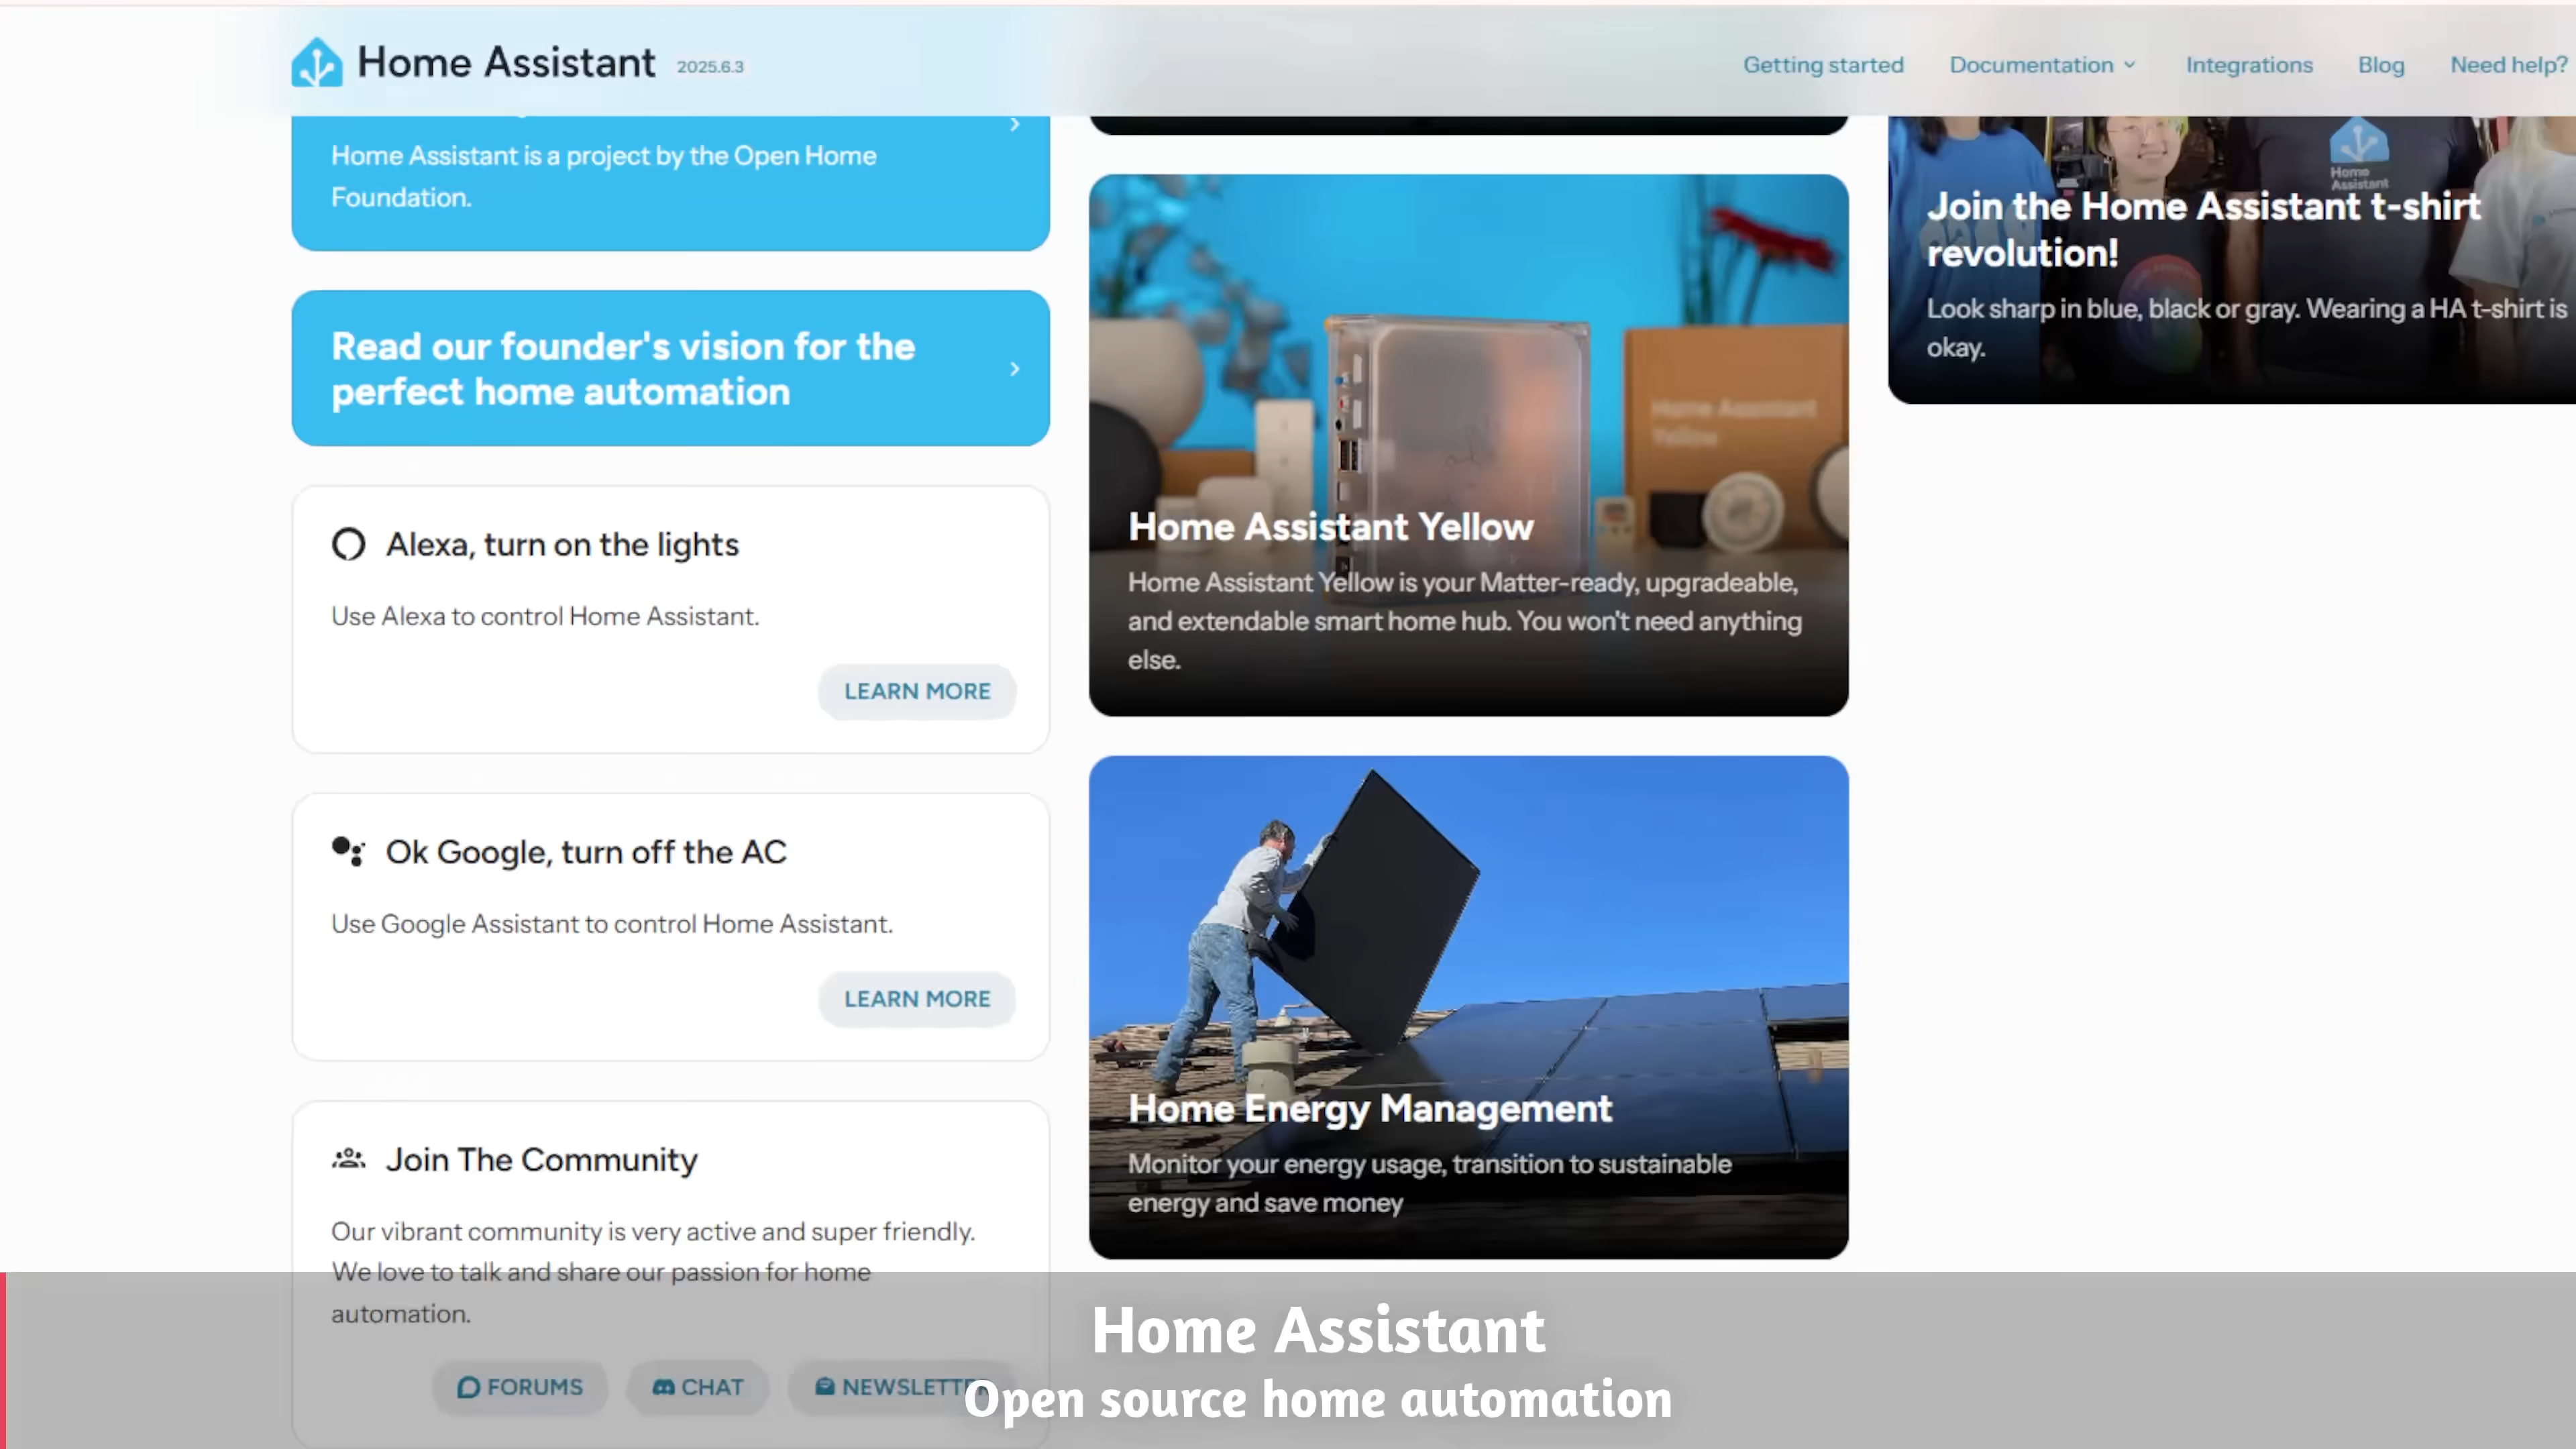 Home Assistant 2025.6.3
Getting started Documentation Integrations Blog Need help?
Home Assistant is a project by the Open Home
Foundation.
Read our founder's vision for the
perfect home automation
Alexa, turn on the lights
Use Alexa to control Home Assistant.
LEARN MORE
Ok Google, turn off the AC
Use Google Assistant to control Home Assistant.
LEARN MORE
Join The Community
Our vibrant community is very active and super friendly.
We love to talk and share our passion for home
automation.
FORUMS CHAT
Home Assistant
Yellow
Home Assistant Yellow
Home Assistant Yellow is your Matter-ready, upgradeable,
and extendable smart home hub. You won't need anything
else.
Home Energy Management
Monitor your energy usage, transition to sustainable
energy and save money
Home
Assistant
Join the Home Assistant t-shirt
revolution!
Look sharp in blue, black or gray. Wearing a HA t-shirt is
okay.
Home Assistant
Open source home automation